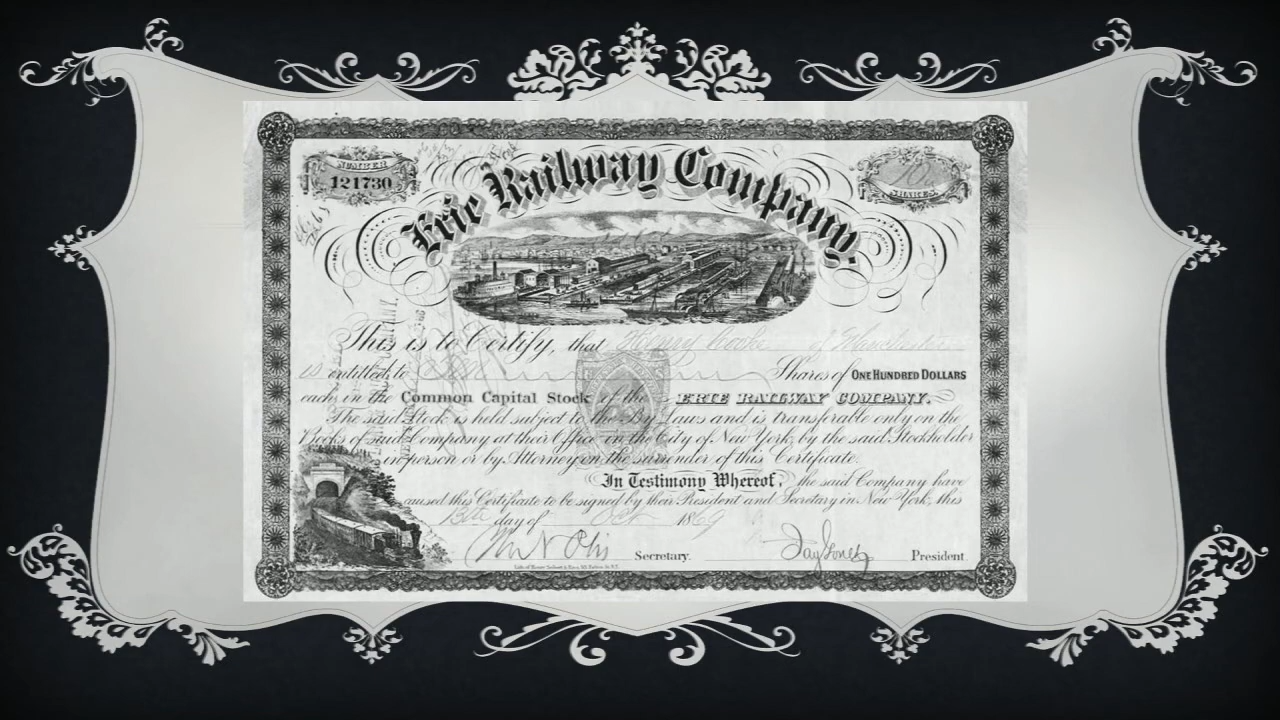 NUMBER
121730
Erie Railway Company.
SHARES.
This is to Certify, that Henry
is entitled to Shares of ONE HUNDRED DOLLARS
each in the Common Capital Stock of the ERIE RAILWAY COMPANY.
The said Stock is held subject to the By Laws and is transferable only on the
Books of said Company at their Office in the City of New York, by the said Stockholder
in person or by Attorney on the surrender of this Certificate.
In Testimony Whereof, the said Company have
caused this Certificate to be signed by their President and Secretary in New York, this
13th day of Oct 1869
Secretary.
President.